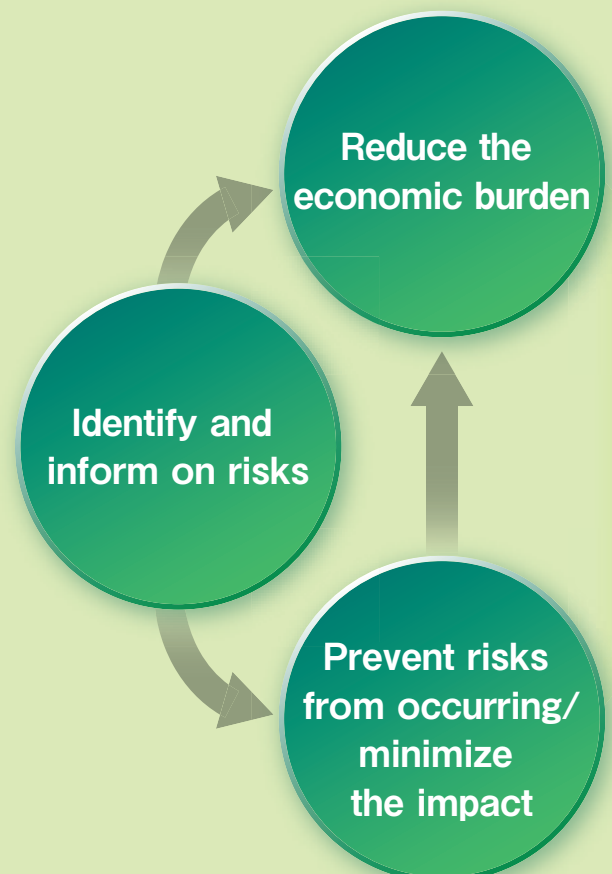 Reduce the
economic burden
Identify and
inform on risks
Prevent risks
from occurring/
minimize
the impact